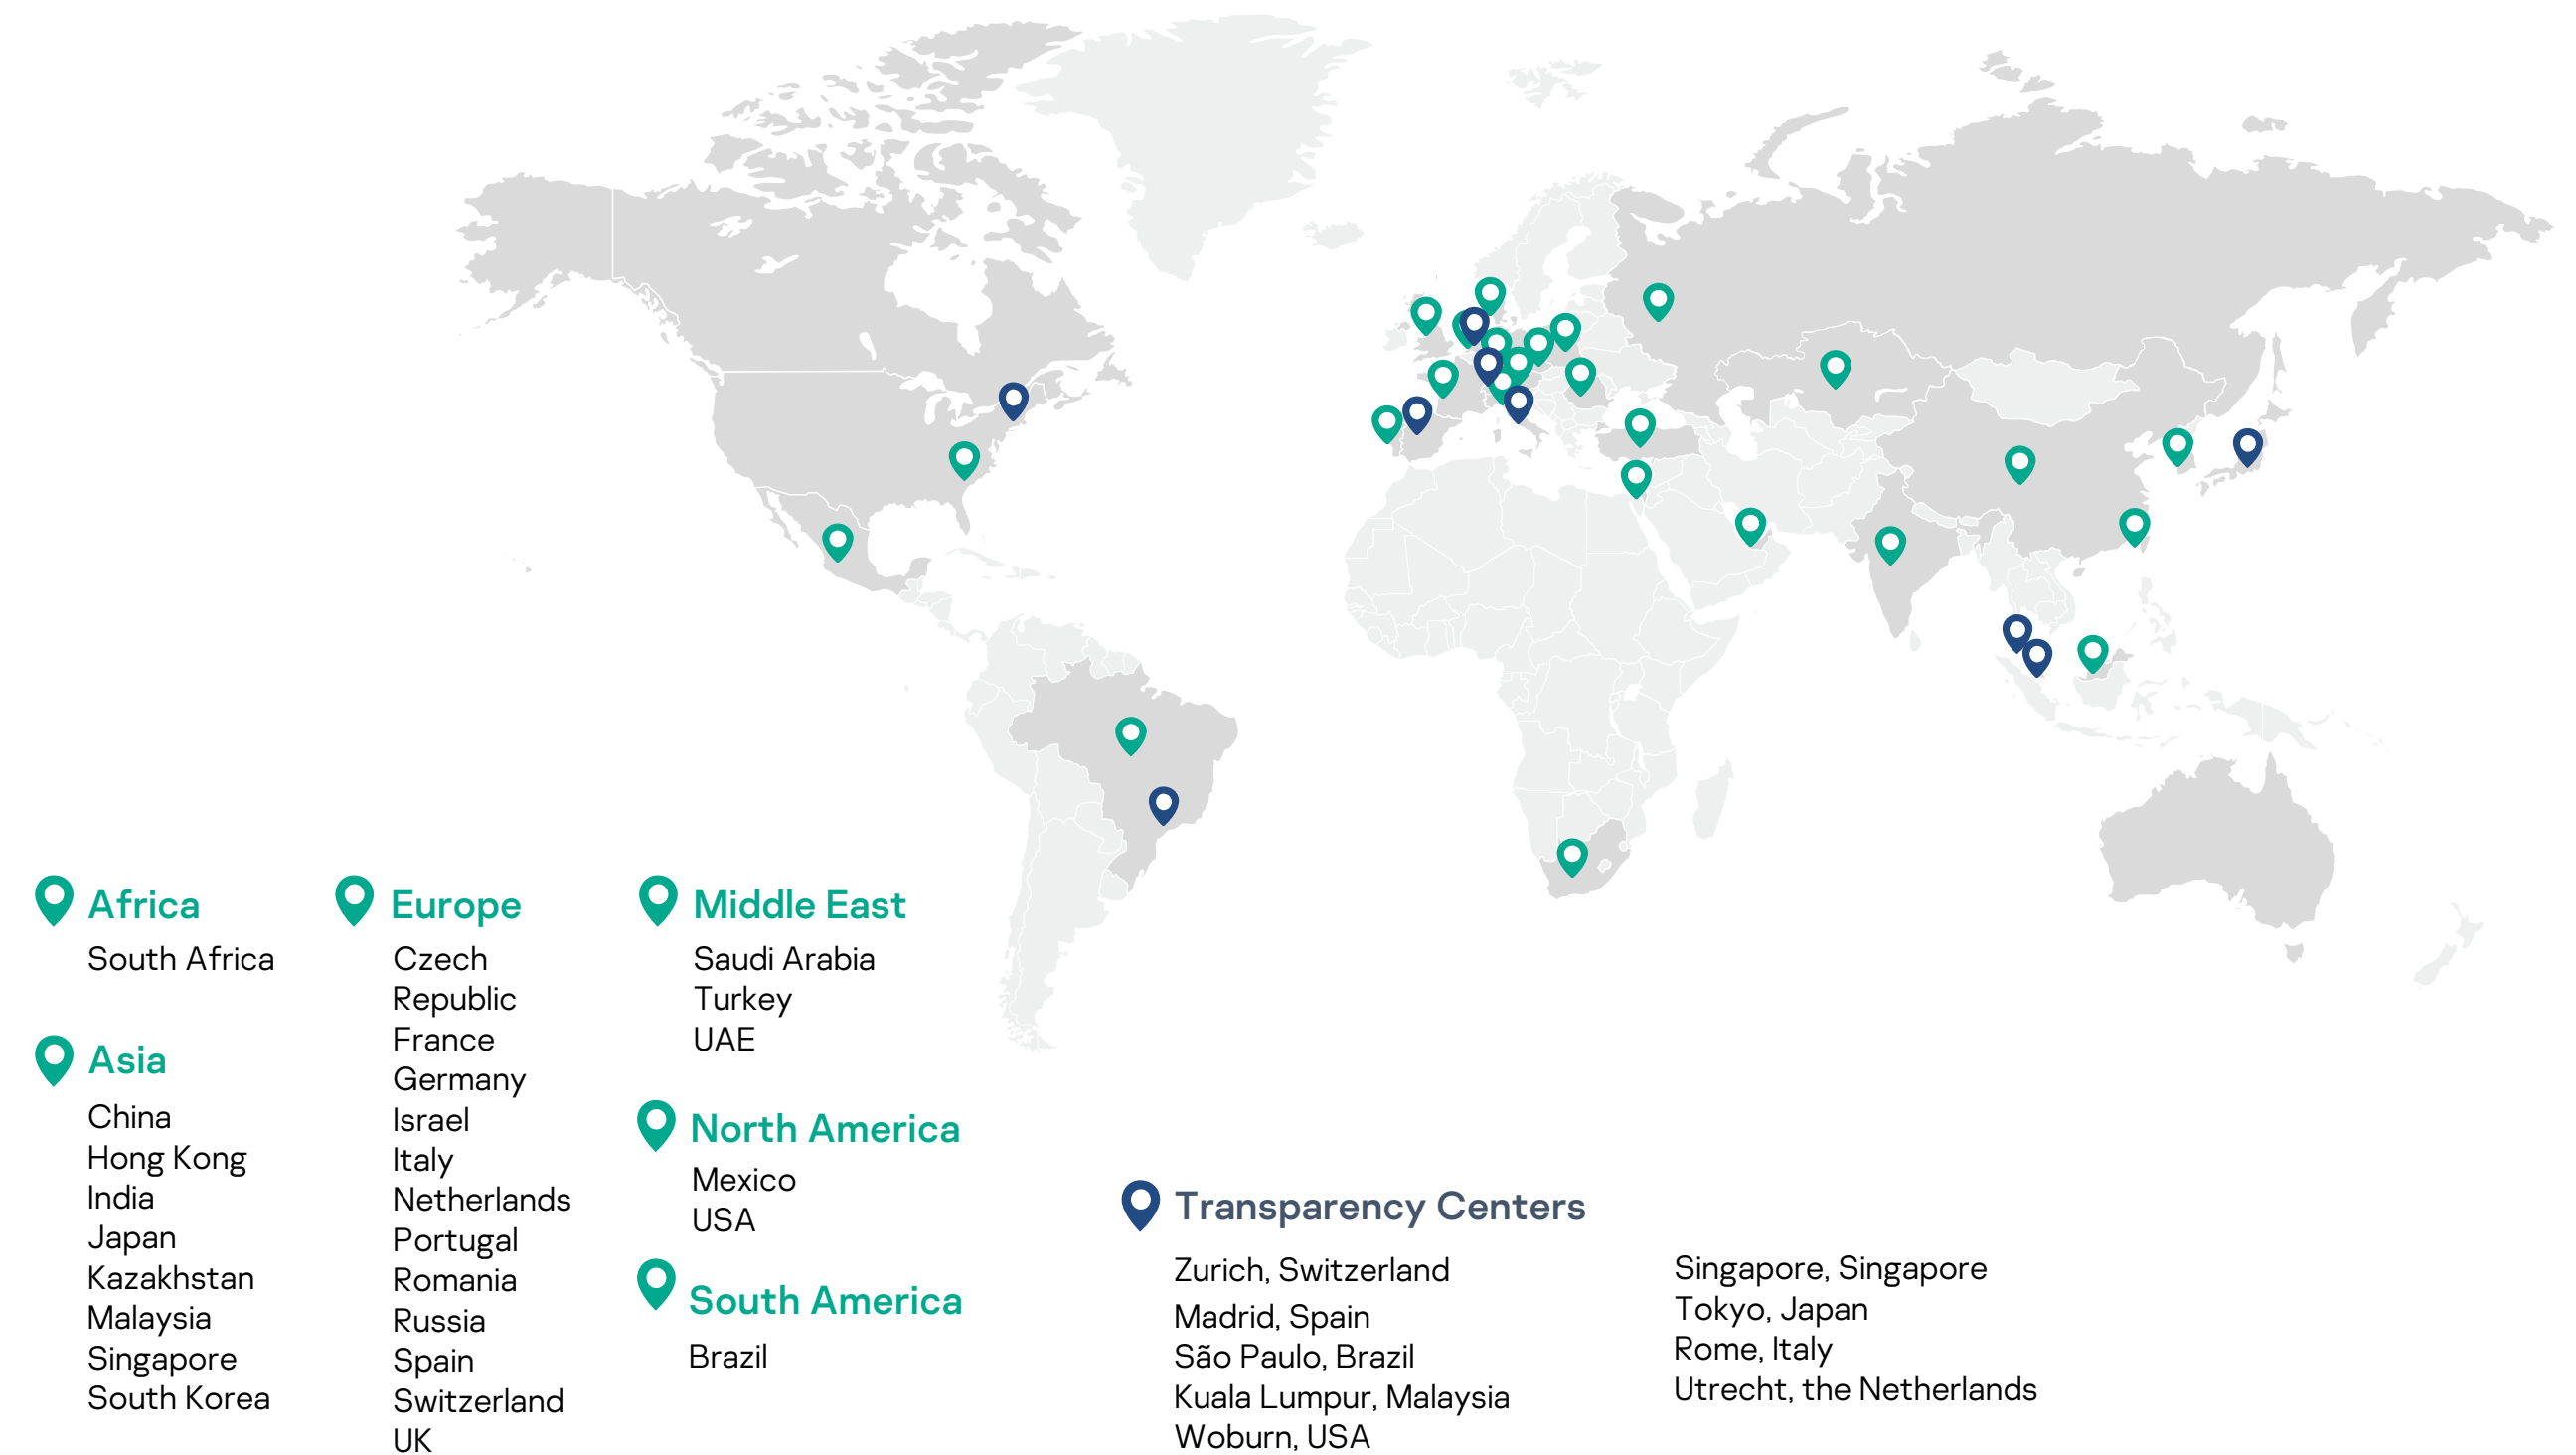 Africa
South Africa
Asia
China
Hong Kong
India
Japan
Kazakhstan
Malaysia
Singapore
South Korea
Europe
Czech
Republic
France
Germany
Israel
Italy
Netherlands
Portugal
Romania
Russia
Spain
Switzerland
UK
Middle East
Saudi Arabia
Turkey
UAE
North America
Mexico
USA
South America
Brazil
Transparency Centers
Zurich, Switzerland
Madrid, Spain
São Paulo, Brazil
Kuala Lumpur, Malaysia
Woburn, USA
Singapore, Singapore
Tokyo, Japan
Rome, Italy
Utrecht, the Netherlands